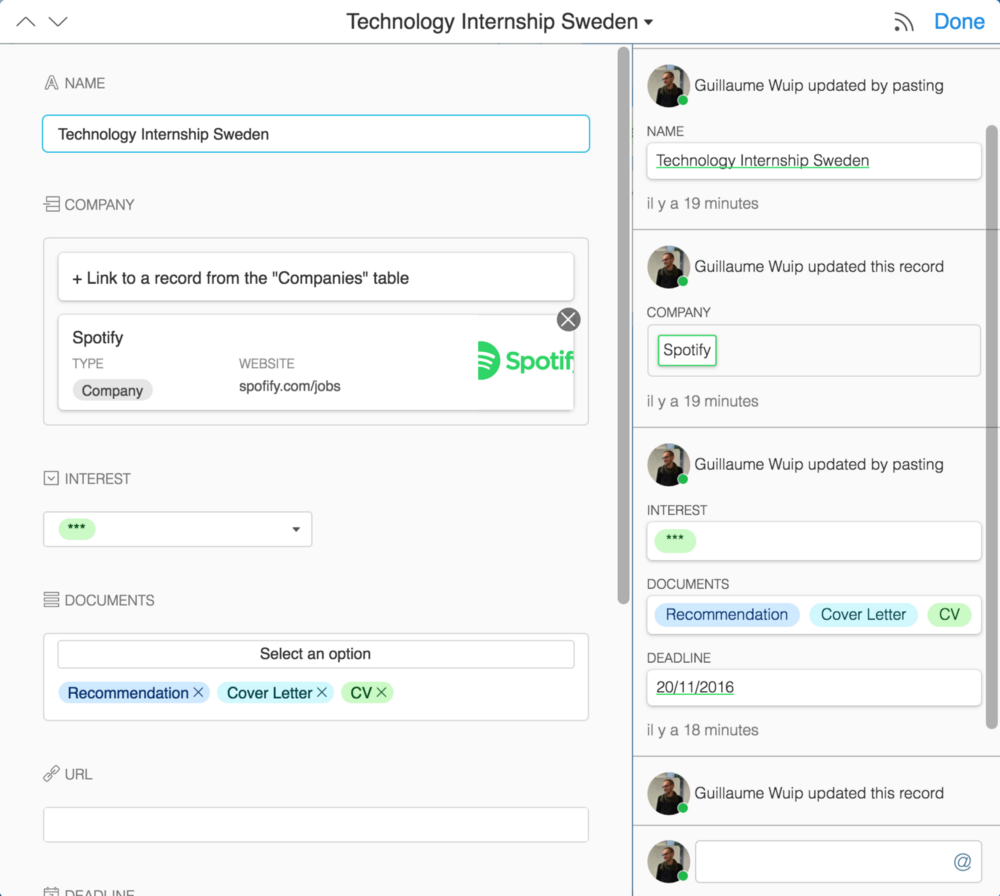 Technology Internship Sweden
Done
NAME
Technology Internship Sweden
COMPANY
+ Link to a record from the "Companies" table
Spotify
TYPE
WEBSITE
Company
spofify.com/jobs
Spotif
INTEREST
***
DOCUMENTS
Select an option
Recommendation
Cover Letter
CV
URL
DEADLINE
Guillaume Wuip updated by pasting
NAME
Technology Internship Sweden
il y a 19 minutes
Guillaume Wuip updated this record
COMPANY
Spotify
il y a 19 minutes
Guillaume Wuip updated by pasting
INTEREST
***
DOCUMENTS
Recommendation Cover Letter CV
DEADLINE
20/11/2016
il y a 18 minutes
Guillaume Wuip updated this record
@